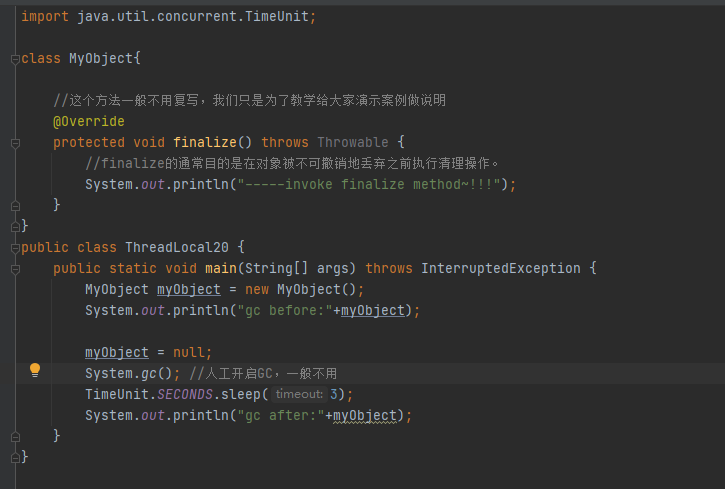 import java.util.concurrent.TimeUnit;
class MyObject{
//这个方法一般不用复写，我们只是为了教学给大家演示案例做说明
@Override
protected void finalize() throws Throwable {
//finalize的通常目的是在对象被不可撤销地丢弃之前执行清理操作。
System.out.println("-----invoke finalize method~!!!");
}
}
public class ThreadLocal20 {
public static void main(String[] args) throws InterruptedException {
MyObject myObject = new MyObject();
System.out.println("gc before:"+myObject);
myObject = null;
System.gc(); //人工开启GC，一般不用
TimeUnit.SECONDS.sleep( timeout: 3);
System.out.println("gc after:"+myObject);
}
}